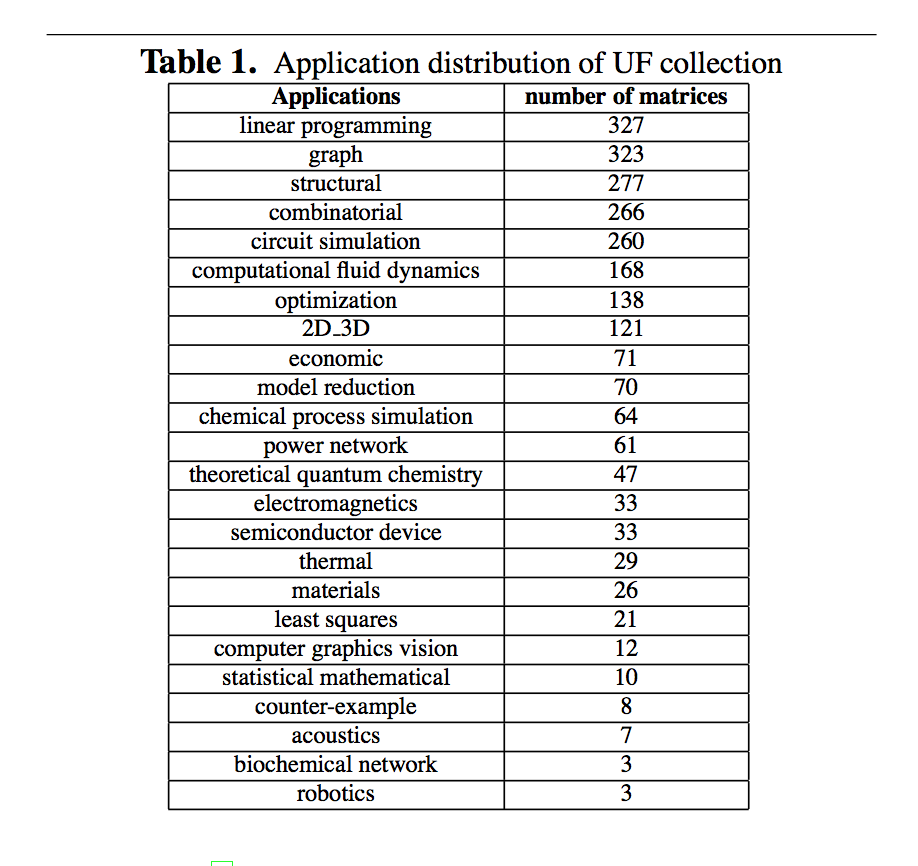 Table 1. Application distribution of UF collection
Applications number of matrices
linear programming 327
graph 323
structural 277
combinatorial 266
circuit simulation 260
computational fluid dynamics 168
optimization 138
2D_3D 121
economic 71
model reduction 70
chemical process simulation 64
power network 61
theoretical quantum chemistry 47
electromagnetics 33
semiconductor device 33
thermal 29
materials 26
least squares 21
computer graphics vision 12
statistical mathematical 10
counter-example 8
acoustics 7
biochemical network 3
robotics 3